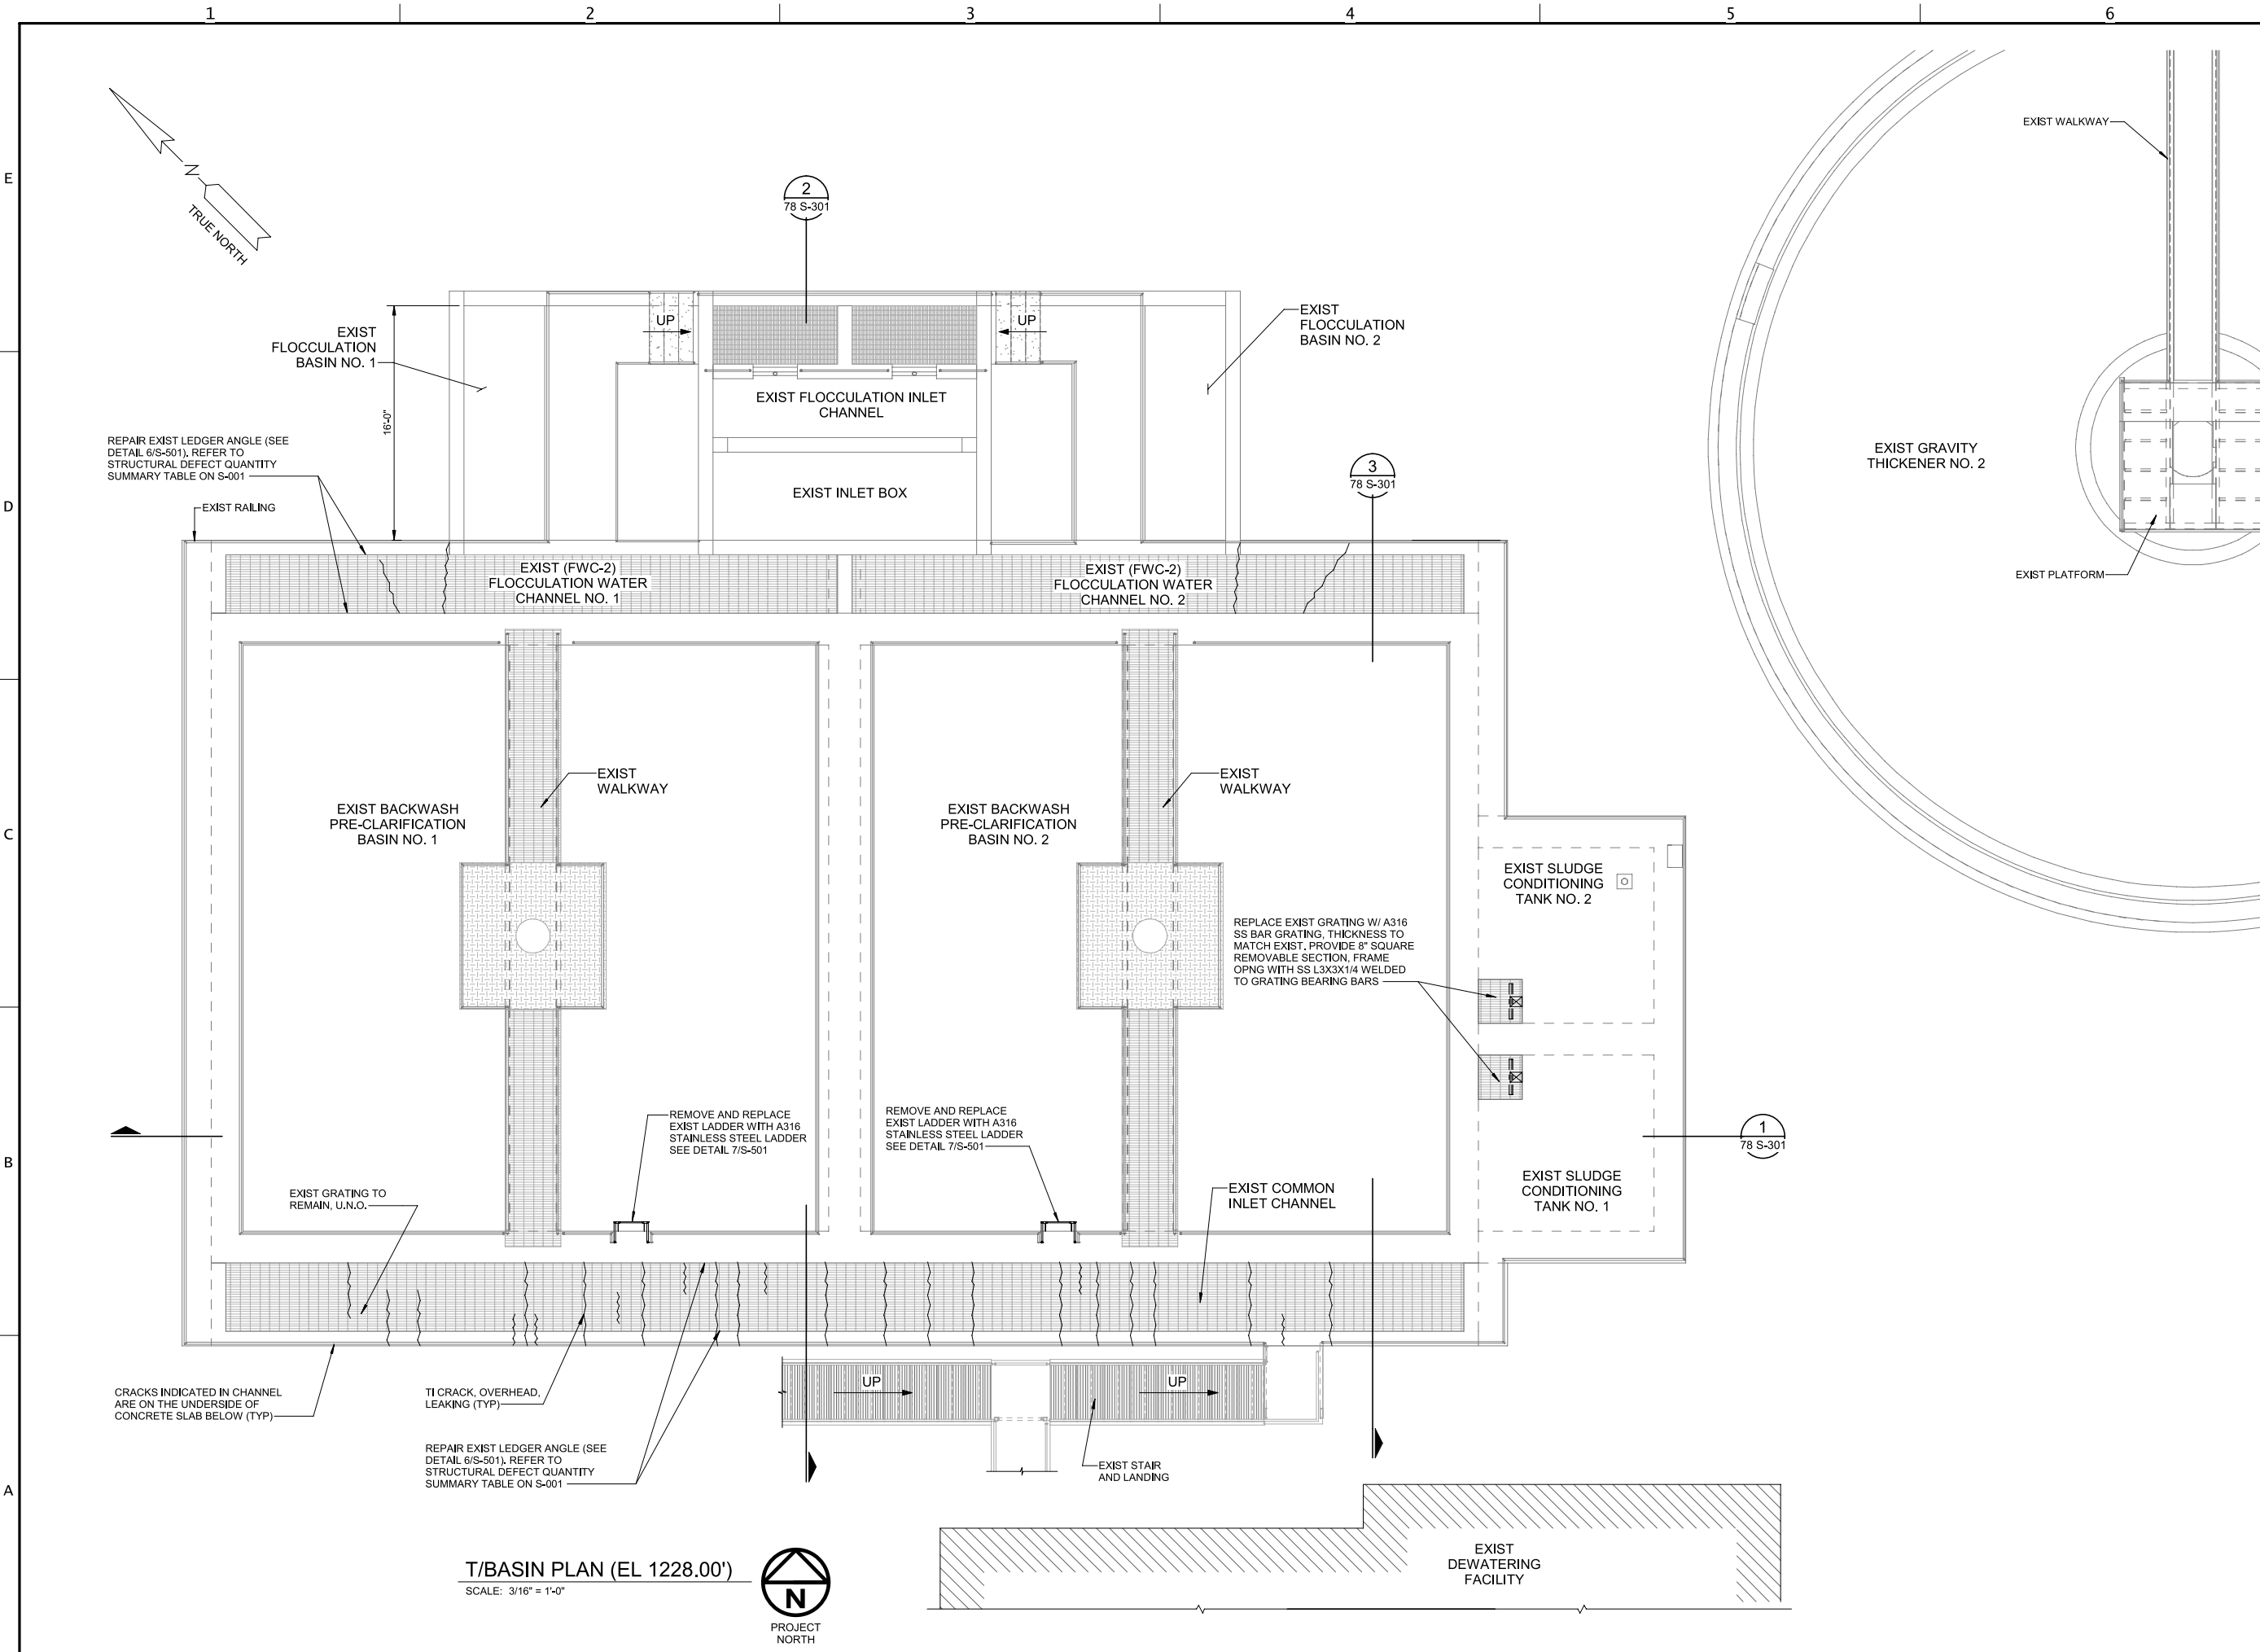 1
2
3
4
5
6
E
D
C
B
A
N
TRUE NORTH
2
78 S-301
EXIST WALKWAY
EXIST
FLOCCULATION
BASIN NO. 1
16'-0"
UP
UP
EXIST
FLOCCULATION
BASIN NO. 2
EXIST FLOCCULATION INLET
CHANNEL
EXIST INLET BOX
REPAIR EXIST LEDGER ANGLE (SEE
DETAIL 6/S-501). REFER TO
STRUCTURAL DEFECT QUANTITY
SUMMARY TABLE ON S-001
EXIST RAILING
3
78 S-301
EXIST GRAVITY
THICKENER NO. 2
EXIST PLATFORM
EXIST (FWC-2)
FLOCCULATION WATER
CHANNEL NO. 1
EXIST (FWC-2)
FLOCCULATION WATER
CHANNEL NO. 2
EXIST
WALKWAY
EXIST
WALKWAY
EXIST BACKWASH
PRE-CLARIFICATION
BASIN NO. 1
EXIST BACKWASH
PRE-CLARIFICATION
BASIN NO. 2
EXIST SLUDGE
CONDITIONING
TANK NO. 2
REPLACE EXIST GRATING W/ A316
SS BAR GRATING, THICKNESS TO
MATCH EXIST. PROVIDE 8" SQUARE
REMOVABLE SECTION, FRAME
OPNG WITH SS L3X3X1/4 WELDED
TO GRATING BEARING BARS
REMOVE AND REPLACE
EXIST LADDER WITH A316
STAINLESS STEEL LADDER
SEE DETAIL 7/S-501
REMOVE AND REPLACE
EXIST LADDER WITH A316
STAINLESS STEEL LADDER
SEE DETAIL 7/S-501
1
78 S-301
EXIST GRATING TO
REMAIN, U.N.O.
EXIST COMMON
INLET CHANNEL
EXIST SLUDGE
CONDITIONING
TANK NO. 1
CRACKS INDICATED IN CHANNEL
ARE ON THE UNDERSIDE OF
CONCRETE SLAB BELOW (TYP)
TI CRACK, OVERHEAD,
LEAKING (TYP)
UP
UP
REPAIR EXIST LEDGER ANGLE (SEE
DETAIL 6/S-501). REFER TO
STRUCTURAL DEFECT QUANTITY
SUMMARY TABLE ON S-001
EXIST STAIR
AND LANDING
T/BASIN PLAN (EL 1228.00')
SCALE: 3/16" = 1'-0"
N
PROJECT
NORTH
EXIST
DEWATERING
FACILITY